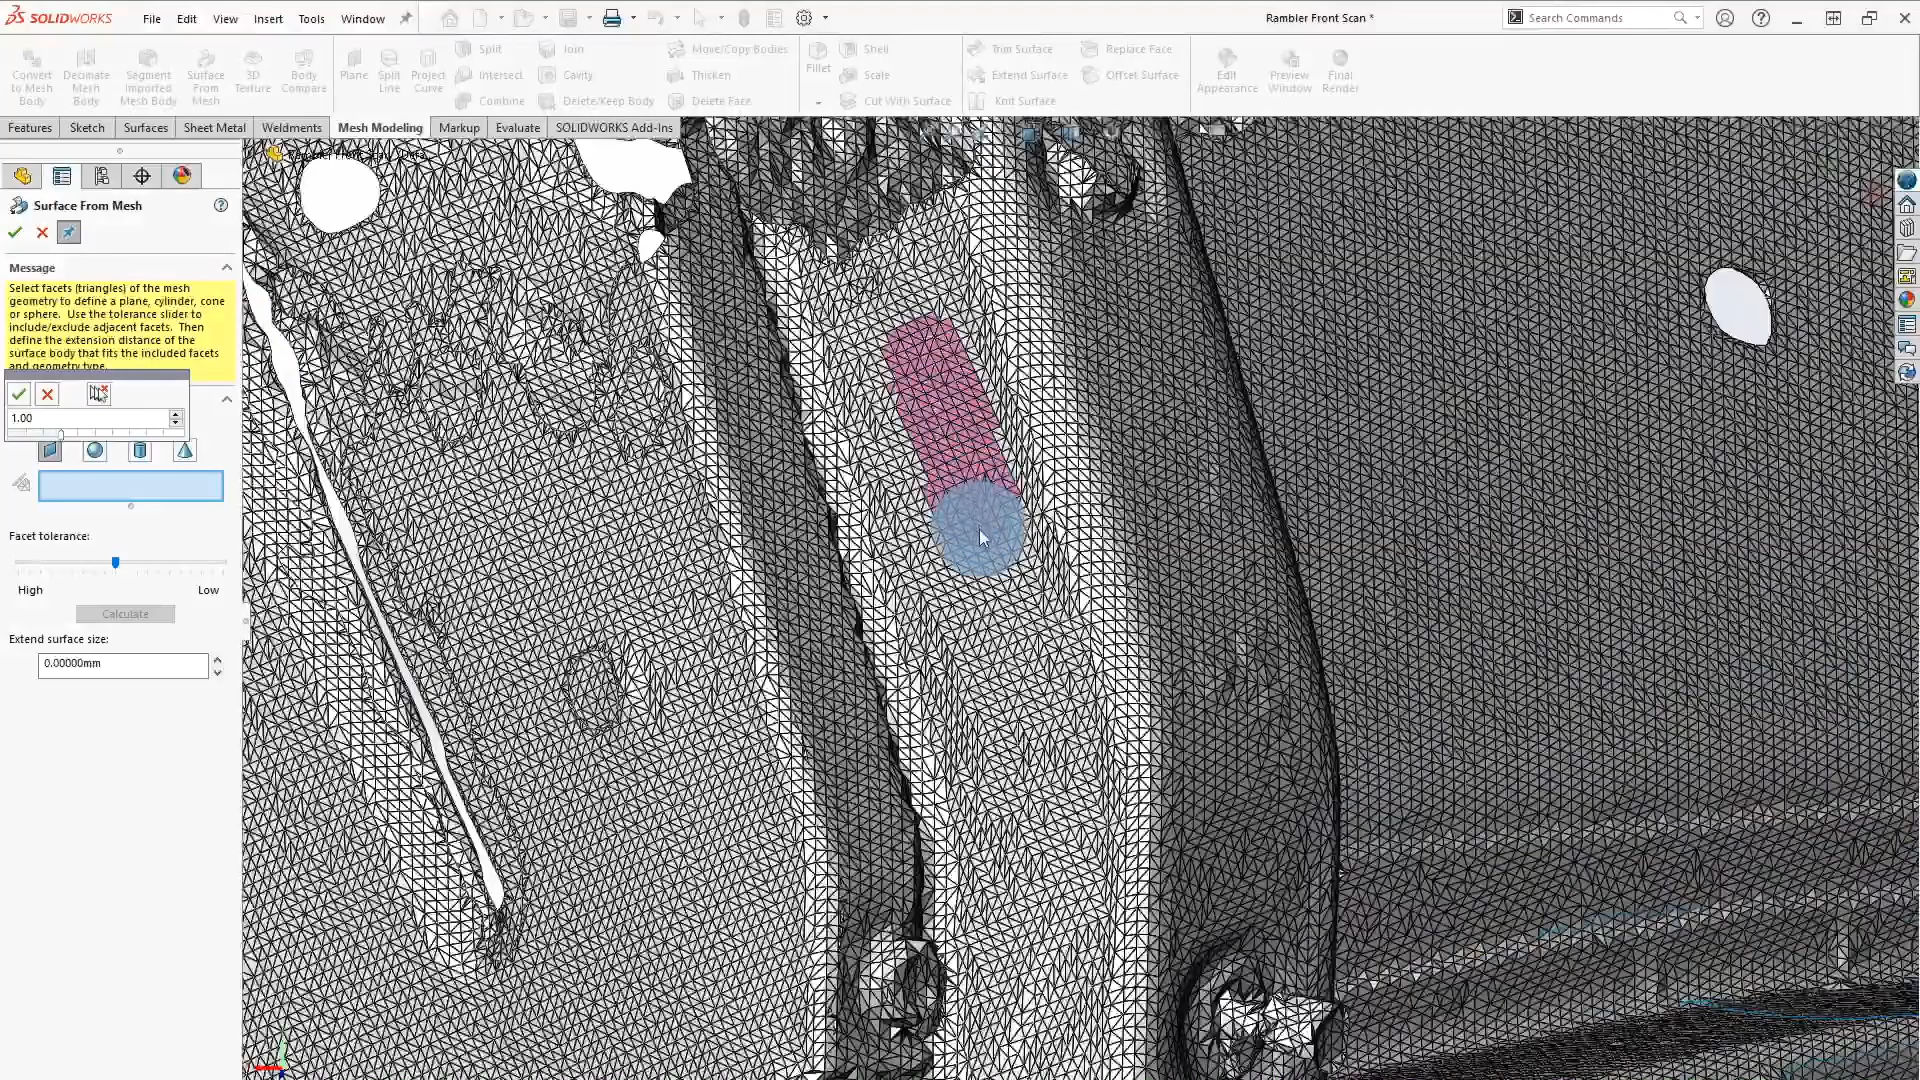 SOLIDWORKS File Edit View Insert Tools Window Rambler Front Scan * Search Commands
Convert to Mesh Body
Decimate Mesh Body
Segment Imported Mesh Body
Surface From Mesh
3D Texture
Body Compare
Plane
Split Line
Project Curve
Split
Intersect
Combine
Join
Cavity
Delete/Keep Body
Move/Copy Bodies
Thicken
Delete Face
Fillet
Shell
Scale
Cut With Surface
Trim Surface
Extend Surface
Knit Surface
Replace Face
Offset Surface
Edit Appearance
Preview Window
Final Render
Features Sketch Surfaces Sheet Metal Weldments Mesh Modeling Markup Evaluate SOLIDWORKS Add-Ins
Surface From Mesh
Message
Select facets (triangles) of the mesh
geometry to define a plane, cylinder, cone
or sphere. Use the tolerance slider to
include/exclude adjacent facets. Then
define the extension distance of the
surface body that fits the included facets
and geometry type.
1.00
Facet tolerance:
High Low
Calculate
Extend surface size:
0.00000mm